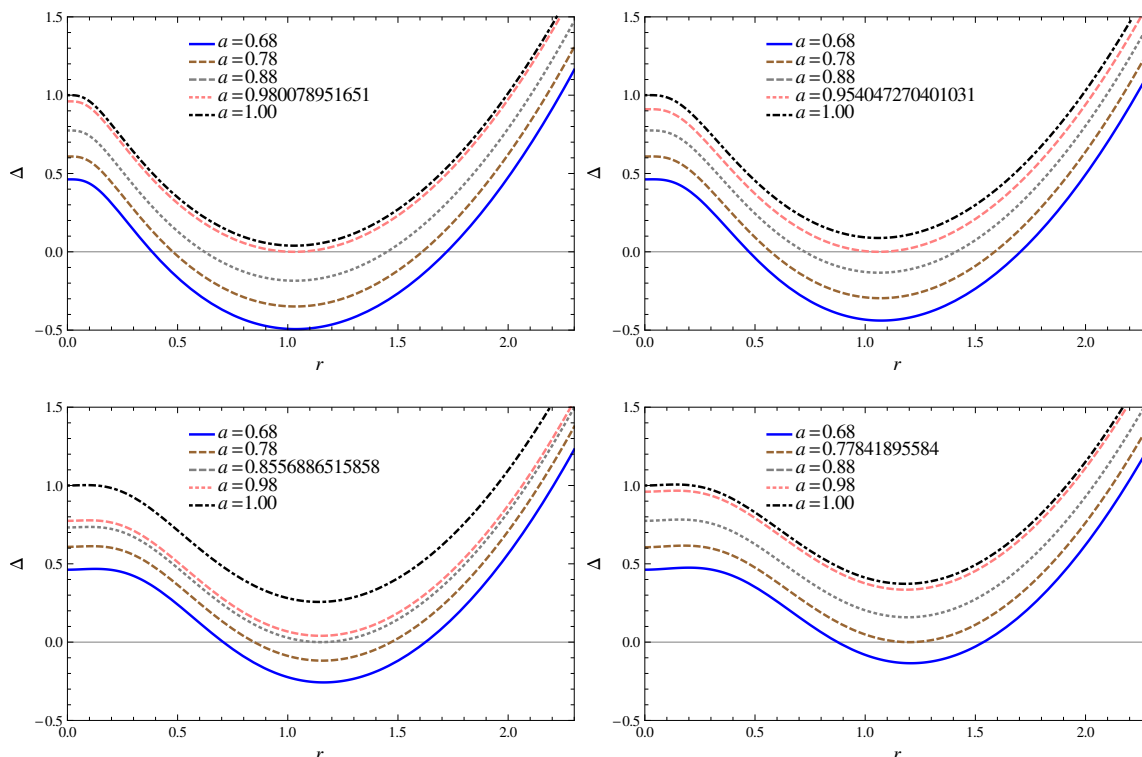 1.5
1.0
0.5
0.0
−0.5
Δ
a = 0.68
a = 0.78
a = 0.88
a = 0.980078951651
a = 1.00
0.0 0.5 1.0 1.5 2.0
r
1.5
1.0
0.5
0.0
−0.5
Δ
a = 0.68
a = 0.78
a = 0.88
a = 0.954047270401031
a = 1.00
0.0 0.5 1.0 1.5 2.0
r
1.5
1.0
0.5
0.0
−0.5
Δ
a = 0.68
a = 0.78
a = 0.8556886515858
a = 0.98
a = 1.00
0.0 0.5 1.0 1.5 2.0
r
1.5
1.0
0.5
0.0
−0.5
Δ
a = 0.68
a = 0.77841895584
a = 0.88
a = 0.98
a = 1.00
0.0 0.5 1.0 1.5 2.0
r